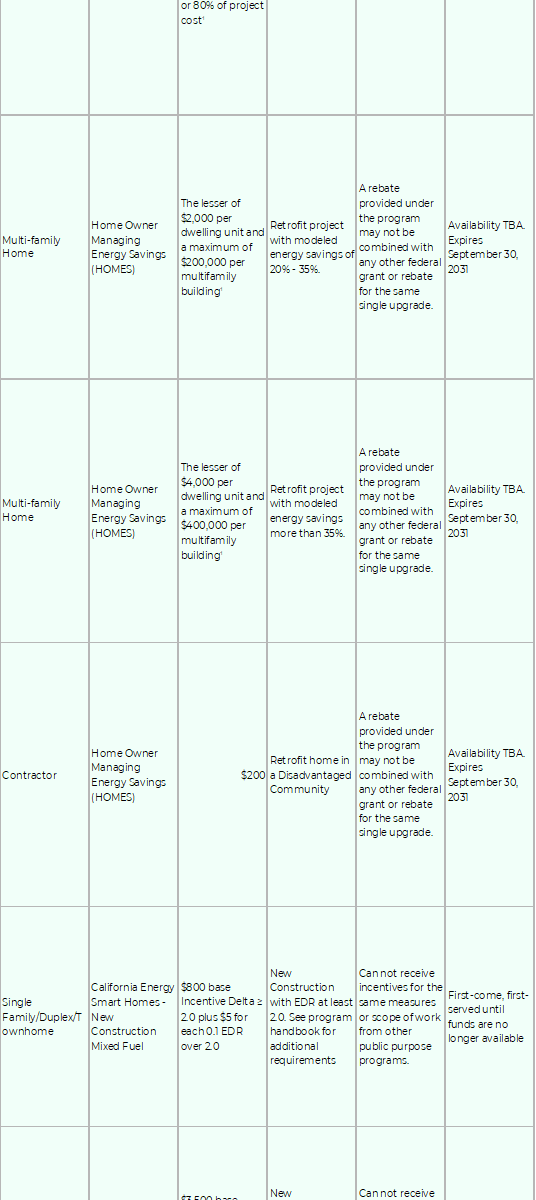 or 80% of project
cost¹
Multi-family
Home
Home Owner
Managing
Energy Savings
(HOMES)
The lesser of
$2,000 per
dwelling unit and
a maximum of
$200,000 per
multifamily
building¹
Retrofit project
with modeled
energy savings of
20% - 35%.
A rebate
provided under
the program
may not be
combined with
any other federal
grant or rebate
for the same
single upgrade.
Availability TBA.
Expires
September 30,
2031
Multi-family
Home
Home Owner
Managing
Energy Savings
(HOMES)
The lesser of
$4,000 per
dwelling unit and
a maximum of
$400,000 per
multifamily
building¹
Retrofit project
with modeled
energy savings
more than 35%.
A rebate
provided under
the program
may not be
combined with
any other federal
grant or rebate
for the same
single upgrade.
Availability TBA.
Expires
September 30,
2031
Contractor
Home Owner
Managing
Energy Savings
(HOMES)
$200
Retrofit home in
a Disadvantaged
Community
A rebate
provided under
the program
may not be
combined with
any other federal
grant or rebate
for the same
single upgrade.
Availability TBA.
Expires
September 30,
2031
Single
Family/Duplex/T
ownhome
California Energy
Smart Homes -
New
Construction
Mixed Fuel
$800 base
Incentive Delta ≥
2.0 plus $5 for
each 0.1 EDR
over 2.0
New
Construction
with EDR at least
2.0. See program
handbook for
additional
requirements
Can not receive
incentives for the
same measures
or scope of work
from other
public purpose
programs.
First-come, first-
served until
funds are no
longer available
$3,500 base
New
Can not receive